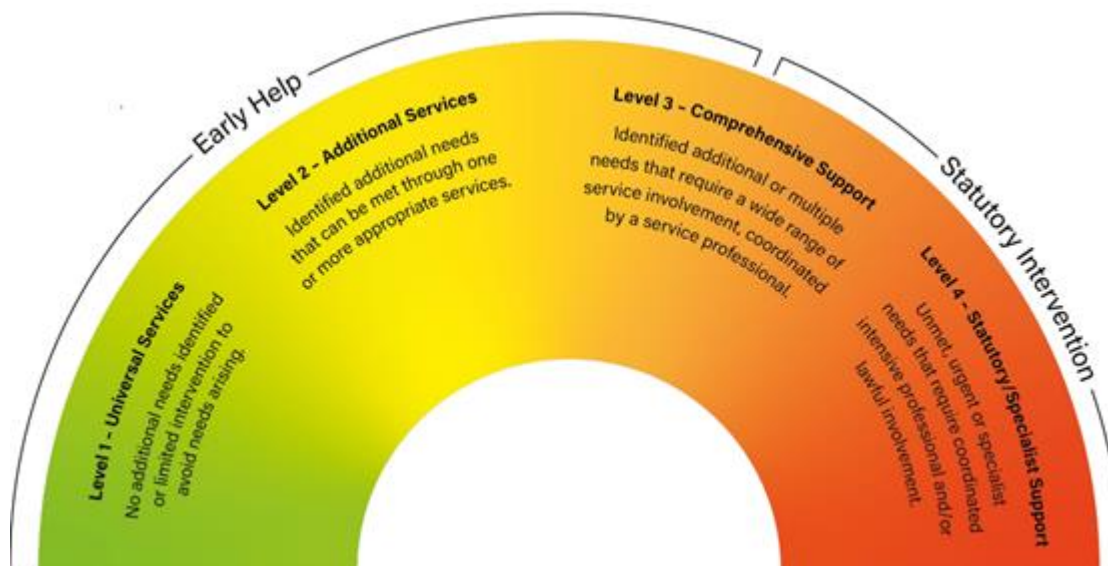 Early Help
Statutory Intervention
Level 1 – Universal Services
No additional needs identified
or limited intervention to
avoid needs arising.
Level 2 – Additional Services
Identified additional needs
that can be met through one
or more appropriate services.
Level 3 – Comprehensive Support
Identified additional or multiple
needs that require a wide range of
service involvement, coordinated
by a service professional.
Level 4 – Statutory/Specialist Support
Unmet, urgent or specialist
needs that require coordinated
intensive professional and/or
lawful involvement.